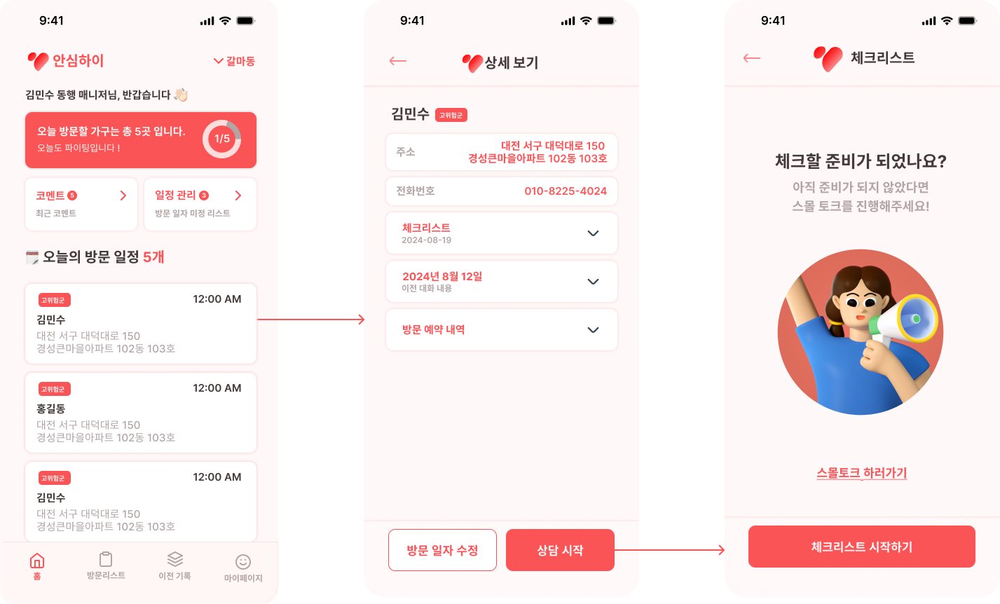 9:41
안심하이
갈마동
김민수 동행 매니저님, 반갑습니다
오늘 방문할 가구는 총 5곳 입니다.
오늘도 파이팅입니다 !
1/5
코멘트 5
최근 코멘트
일정 관리 3
방문 일자 미정 리스트
오늘의 방문 일정 5개
고위험군
12:00 AM
김민수
대전 서구 대덕대로 150
경성큰마을아파트 102동 103호
고위험군
12:00 AM
홍길동
대전 서구 대덕대로 150
경성큰마을아파트 102동 103호
고위험군
12:00 AM
김민수
대전 서구 대덕대로 150
경성큰마을아파트 102동 103호
홈
방문리스트
이전 기록
마이페이지
9:41
상세 보기
김민수 고위험군
주소
대전 서구 대덕대로 150
경성큰마을아파트 102동 103호
전화번호
010-8225-4024
체크리스트
2024-08-19
2024년 8월 12일
이전 대화 내용
방문 예약 내역
방문 일자 수정
상담 시작
9:41
체크리스트
체크할 준비가 되었나요?
아직 준비가 되지 않았다면
스몰 토크를 진행해주세요!
스몰토크 하러가기
체크리스트 시작하기